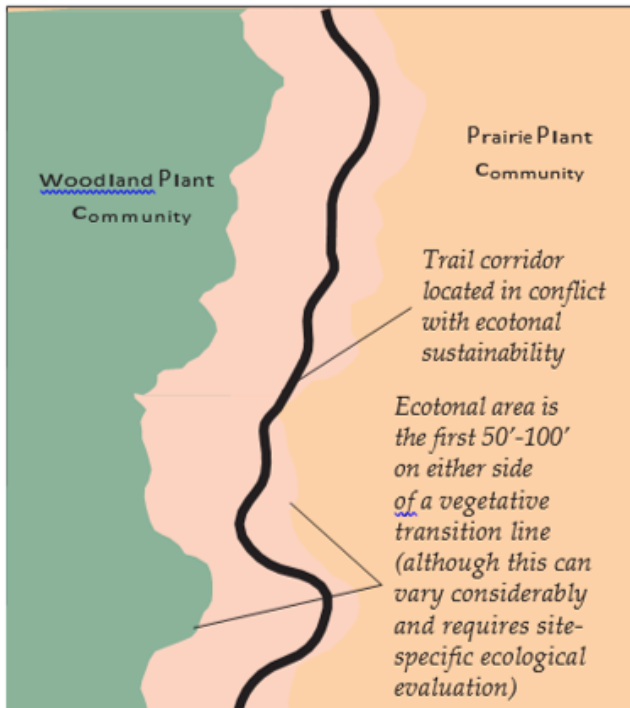 Prairie Plant
Community
Woodland Plant
Community
Trail corridor
located in conflict
with ecotonal
sustainability
Ecotonal area is
the first 50'-100'
on either side
of a vegetative
transition line
(although this can
vary considerably
and requires site-
specific ecological
evaluation)